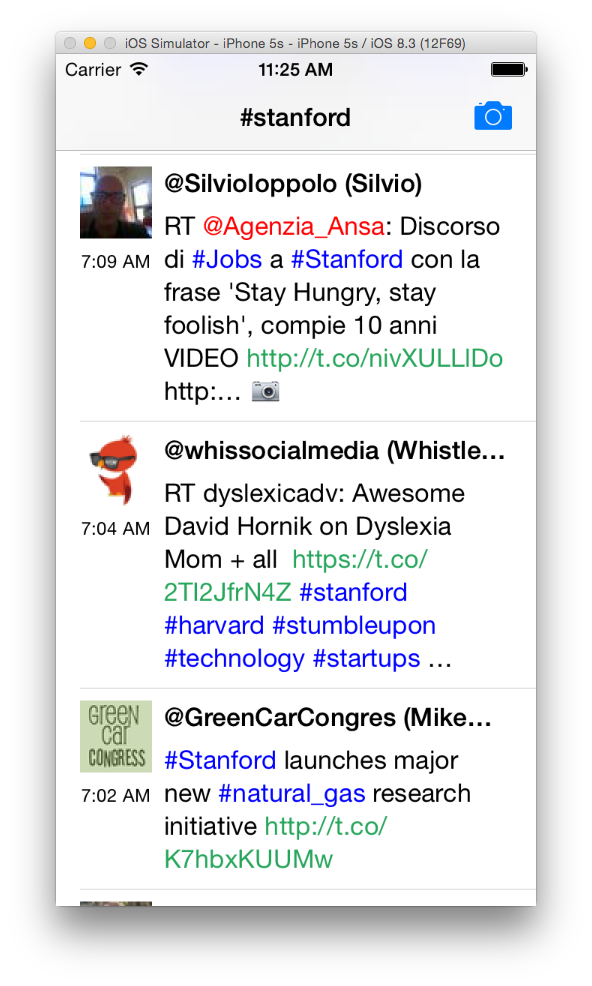 iOS Simulator - iPhone 5s - iPhone 5s / iOS 8.3 (12F69)
Carrier 11:25 AM
#stanford
@SilvioIoppolo (Silvio)
RT @Agenzia_Ansa: Discorso
di #Jobs a #Stanford con la
7:09 AM
frase 'Stay Hungry, stay
foolish', compie 10 anni
VIDEO http://t.co/nivXULLIDo
http:... 📷
@whissocialmedia (Whistle...
RT dyslexicadv: Awesome
David Hornik on Dyslexia
7:04 AM
Mom + all https://t.co/
2TI2JfrN4Z #stanford
#harvard #stumbleupon
#technology #startups ...
GREEN
CAR
CONGRESS
@GreenCarCongres (Mike...
#Stanford launches major
new #natural_gas research
7:02 AM
initiative http://t.co/
K7hbxKUUMw